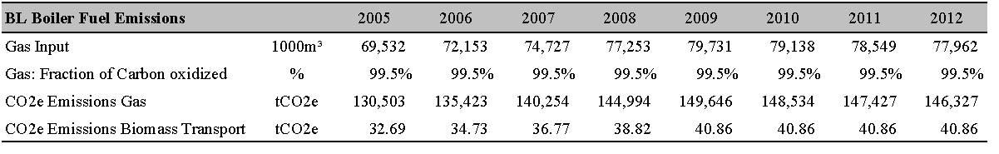 BL Boiler Fuel Emissions 2005 2006 2007 2008 2009 2010 2011 2012
Gas Input 1000m³ 69,532 72,153 74,727 77,253 79,731 79,138 78,549 77,962
Gas: Fraction of Carbon oxidized % 99.5% 99.5% 99.5% 99.5% 99.5% 99.5% 99.5% 99.5%
CO2e Emissions Gas tCO2e 130,503 135,423 140,254 144,994 149,646 148,534 147,427 146,327
CO2e Emissions Biomass Transport tCO2e 32.69 34.73 36.77 38.82 40.86 40.86 40.86 40.86